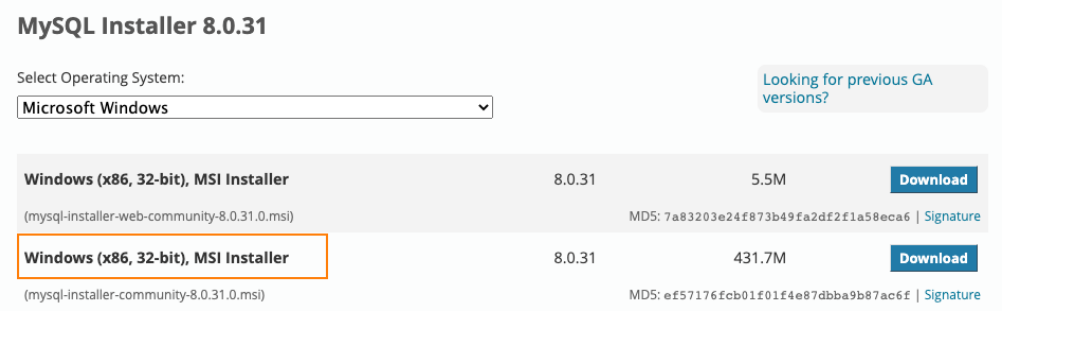 MySQL Installer 8.0.31
Select Operating System:
Looking for previous GA
versions?
Microsoft Windows
Windows (x86, 32-bit), MSI Installer 8.0.31 5.5M Download
(mysql-installer-web-community-8.0.31.0.msi) MD5: 7a83203e24f873b49fa2df2f1a58eca6 | Signature
Windows (x86, 32-bit), MSI Installer 8.0.31 431.7M Download
(mysql-installer-community-8.0.31.0.msi) MD5: ef57176fcb01f01f4e87dbba9b87ac6f | Signature